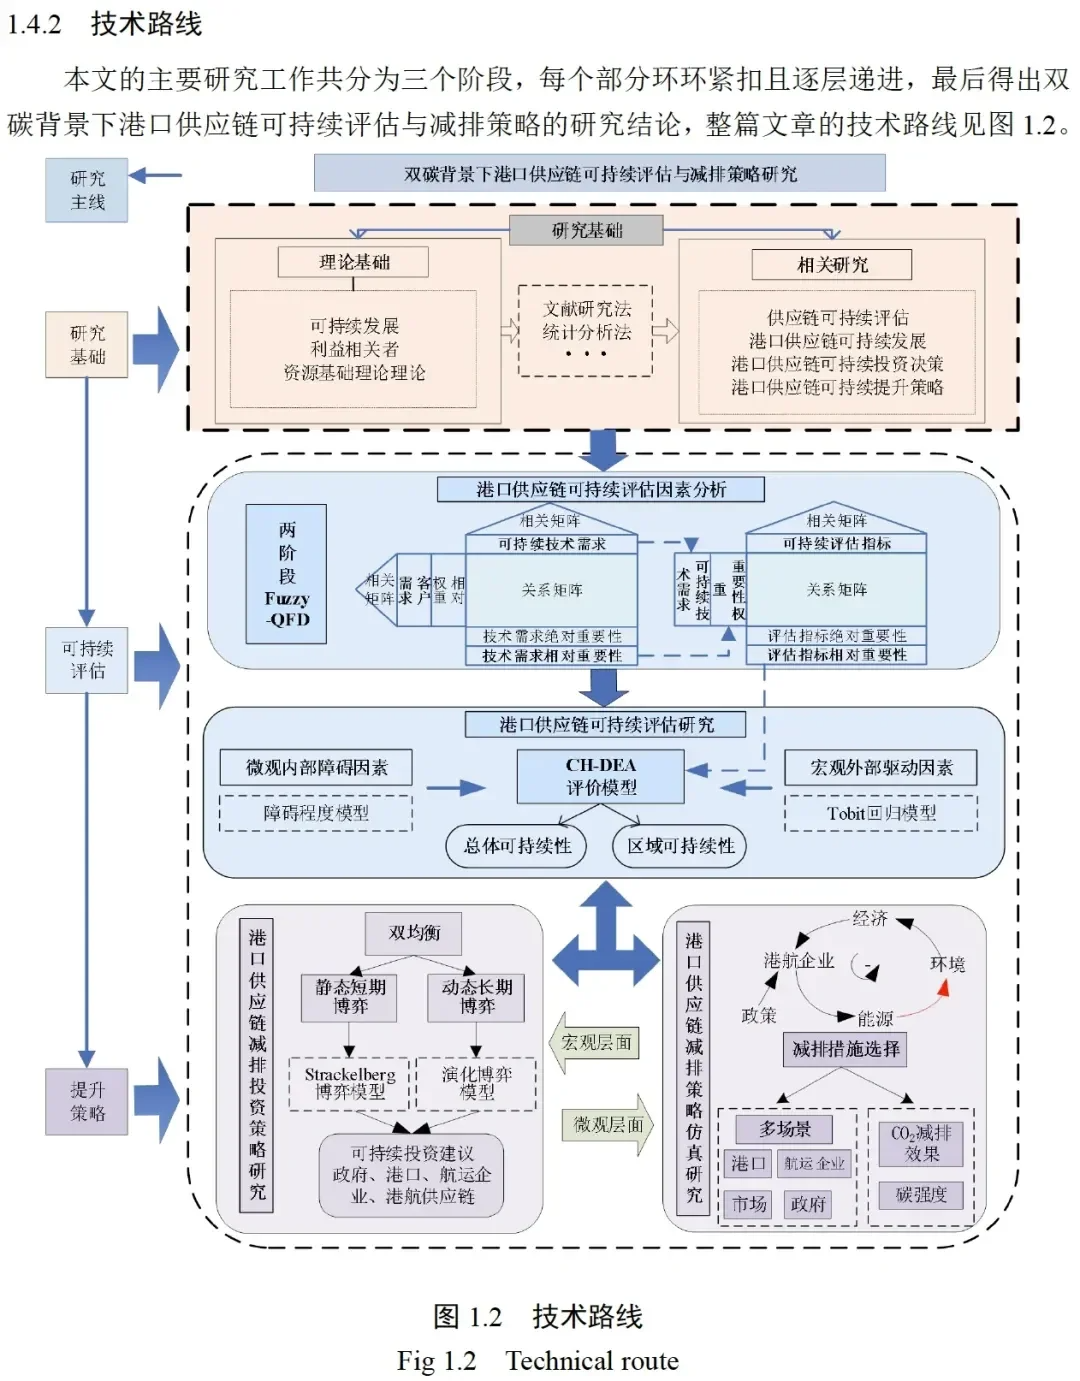 1.4.2 技术路线
本文的主要研究工作共分为三个阶段，每个部分环环紧扣且逐层递进，最后得出双
碳背景下港口供应链可持续评估与减排策略的研究结论，整篇文章的技术路线见图 1.2。
研究
主线
双碳背景下港口供应链可持续评估与减排策略研究
研究基础
理论基础
相关研究
可持续发展
利益相关者
资源基础理论理论
文献研究法
统计分析法
···
供应链可持续评估
港口供应链可持续发展
港口供应链可持续投资决策
港口供应链可持续提升策略
研究
基础
港口供应链可持续评估因素分析
两
阶
段
Fuzzy
-QFD
相关矩阵
可持续技术需求
相关
矩阵
客户
需求
相对
权重
关系矩阵
技术需求绝对重要性
技术需求相对重要性
相关矩阵
可持续评估指标
可持续技
术需求
重要性权
重
关系矩阵
评估指标绝对重要性
评估指标相对重要性
可持续
评估
港口供应链可持续评估研究
微观内部障碍因素
障碍程度模型
CH-DEA
评价模型
宏观外部驱动因素
Tobit回归模型
总体可持续性
区域可持续性
港口供应链减排投资策略研究
双均衡
静态短期
博弈
动态长期
博弈
Strackelberg
博弈模型
演化博弈
模型
可持续投资建议
政府、港口、航运企
业、港航供应链
宏观层面
微观层面
港口供应链减排策略仿真研究
经济
港航企业
-
环境
政策
能源
减排措施选择
多场景
港口
航运企业
市场
政府
CO₂减排
效果
碳强度
提升
策略
图 1.2 技术路线
Fig 1.2 Technical route